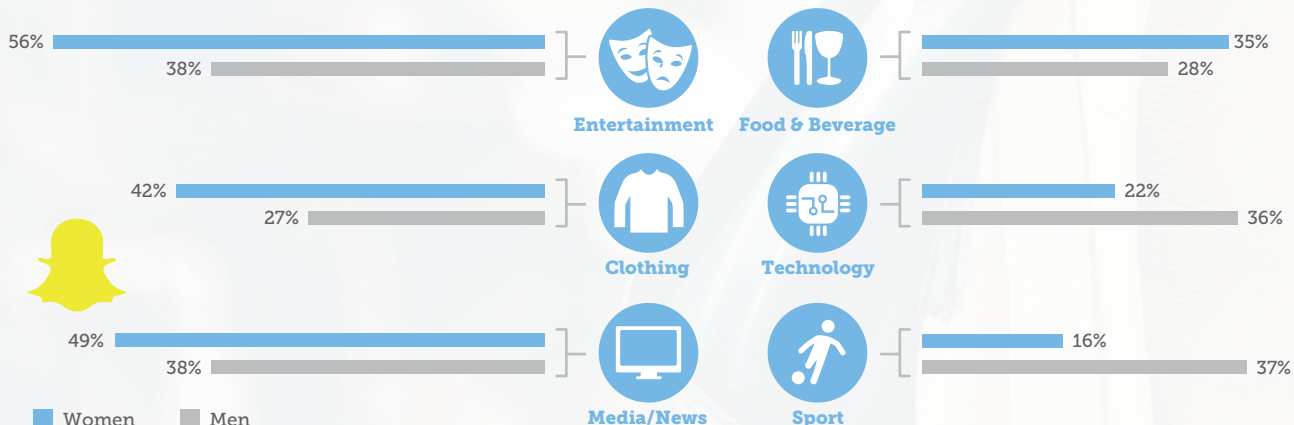 56%
38%
35%
28%
Entertainment
Food & Beverage
42%
27%
22%
36%
Clothing
Technology
49%
38%
16%
37%
Women
Men
Media/News
Sport